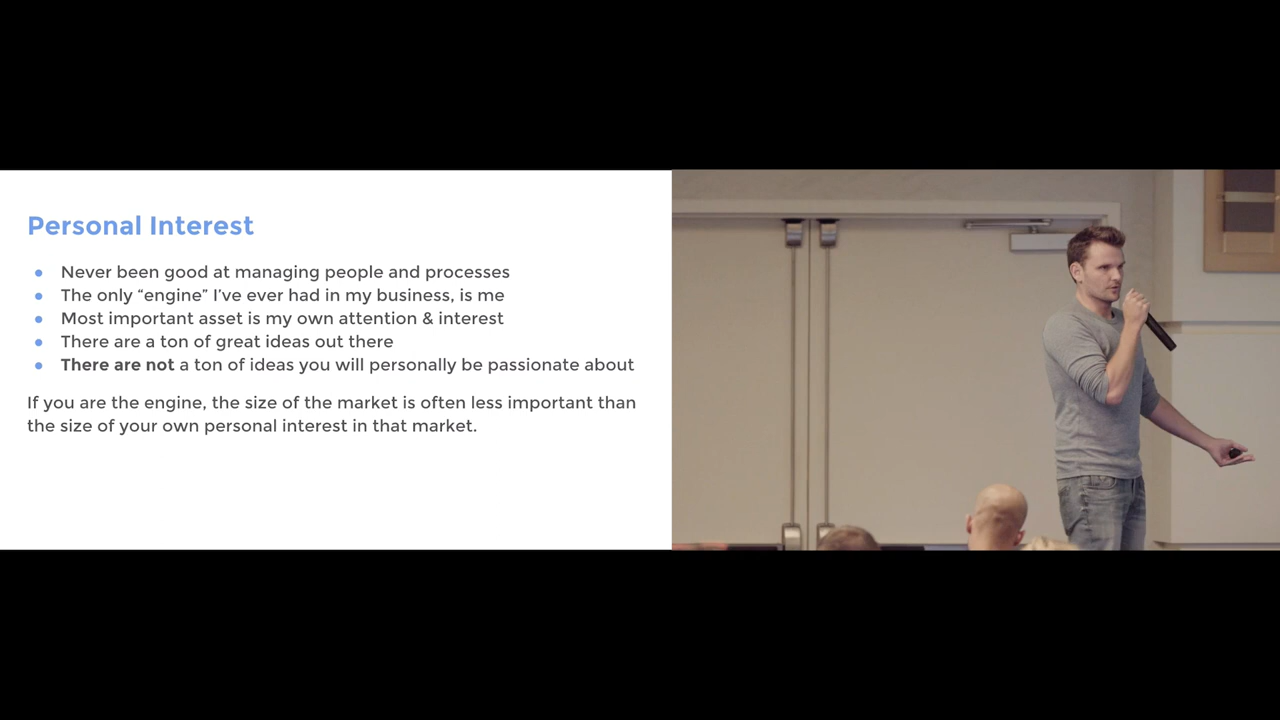 Personal Interest
● Never been good at managing people and processes
● The only “engine” I’ve ever had in my business, is me
● Most important asset is my own attention & interest
● There are a ton of great ideas out there
● There are not a ton of ideas you will personally be passionate about
If you are the engine, the size of the market is often less important than
the size of your own personal interest in that market.